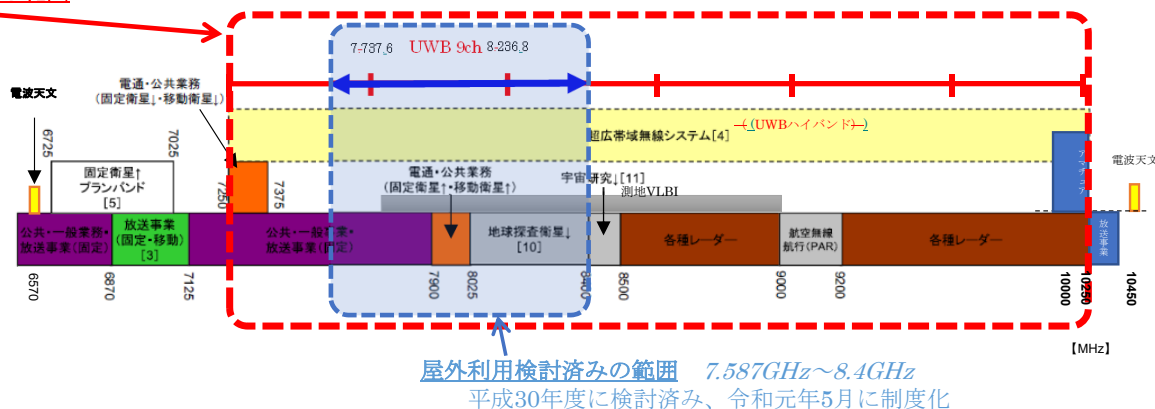 7-737.6 UWB 9ch 8-236.8
電通・公共業務
(固定衛星↓・移動衛星↓)
電波天文
6725
7025
超広帯域無線システム[4]
((UWBハイバンド))
固定衛星↑
プランバンド
[5]
7250
7375
電通・公共業務
(固定衛星↑・移動衛星↑)
宇宙研究↓[11]
測地VLBI
アマチュア
電波天文
公共・一般業務・
放送事業(固定)
放送事業
(固定・移動)
[3]
公共・一般業務・
放送事業(固定)
地球探査衛星↓
[10]
各種レーダー
航空無線
航行(PAR)
各種レーダー
放送事業
6570
6870
7125
7900
8025
8400
8500
9000
9200
10000
10250
10450
【MHz】
屋外利用検討済みの範囲 7.587GHz～8.4GHz
平成30年度に検討済み、令和元年5月に制度化